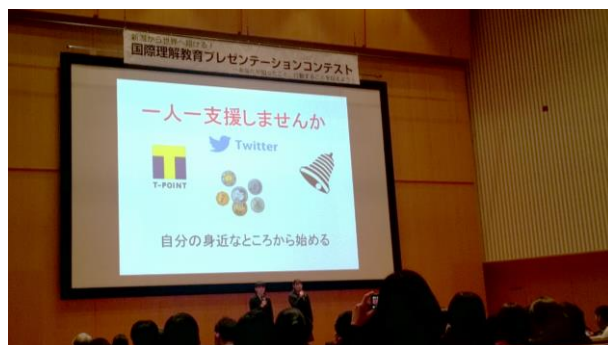 新潟から世界へ届ける！
国際理解教育プレゼンテーションコンテスト
一人一支援しませんか
Twitter
T-POINT
自分の身近なところから始める